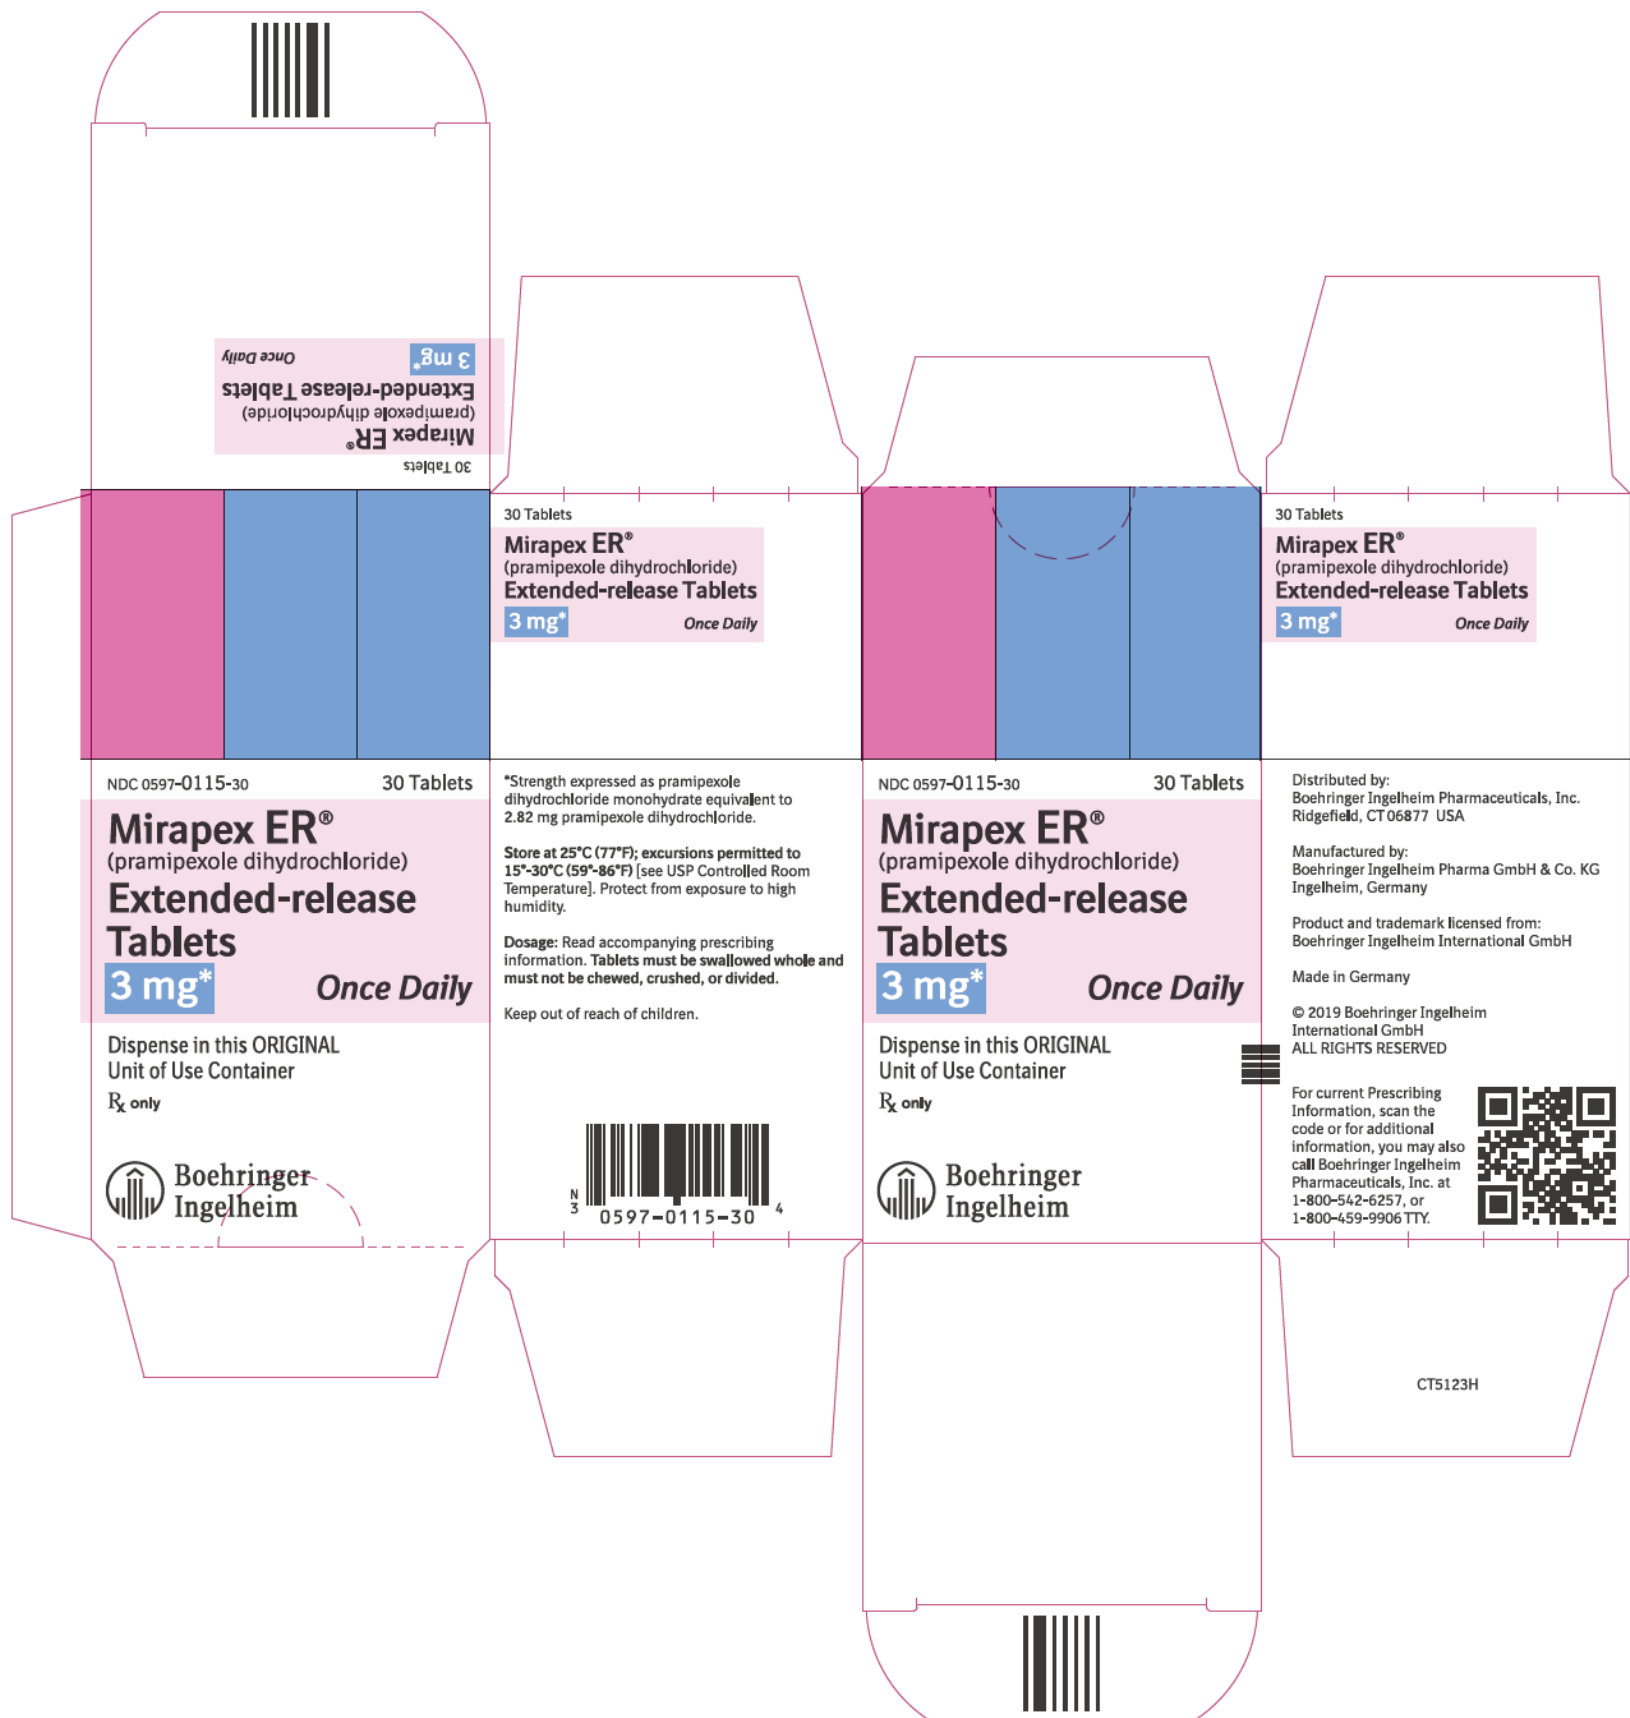 30 Tablets
Mirapex ER®
(pramipexole dihydrochloride)
Extended-release Tablets
3 mg*
Once Daily
NDC 0597-0115-30
30 Tablets
Mirapex ER®
(pramipexole dihydrochloride)
Extended-release
Tablets
3 mg*
Once Daily
Dispense in this ORIGINAL
Unit of Use Container
Rx only
Boehringer
Ingelheim
30 Tablets
Mirapex ER®
(pramipexole dihydrochloride)
Extended-release Tablets
3 mg*
Once Daily
*Strength expressed as pramipexole
dihydrochloride monohydrate equivalent to
2.82 mg pramipexole dihydrochloride.
Store at 25°C (77°F); excursions permitted to
15°-30°C (59°-86°F) [see USP Controlled Room
Temperature]. Protect from exposure to high
humidity.
Dosage: Read accompanying prescribing
information. Tablets must be swallowed whole and
must not be chewed, crushed, or divided.
Keep out of reach of children.
N
3
0597-0115-30
4
NDC 0597-0115-30
30 Tablets
Mirapex ER®
(pramipexole dihydrochloride)
Extended-release
Tablets
3 mg*
Once Daily
Dispense in this ORIGINAL
Unit of Use Container
Rx only
Boehringer
Ingelheim
30 Tablets
Mirapex ER®
(pramipexole dihydrochloride)
Extended-release Tablets
3 mg*
Once Daily
Distributed by:
Boehringer Ingelheim Pharmaceuticals, Inc.
Ridgefield, CT 06877 USA
Manufactured by:
Boehringer Ingelheim Pharma GmbH & Co. KG
Ingelheim, Germany
Product and trademark licensed from:
Boehringer Ingelheim International GmbH
Made in Germany
© 2019 Boehringer Ingelheim
International GmbH
ALL RIGHTS RESERVED
For current Prescribing
Information, scan the
code or for additional
information, you may also
call Boehringer Ingelheim
Pharmaceuticals, Inc. at
1-800-542-6257, or
1-800-459-9906 TTY.
CT5123H